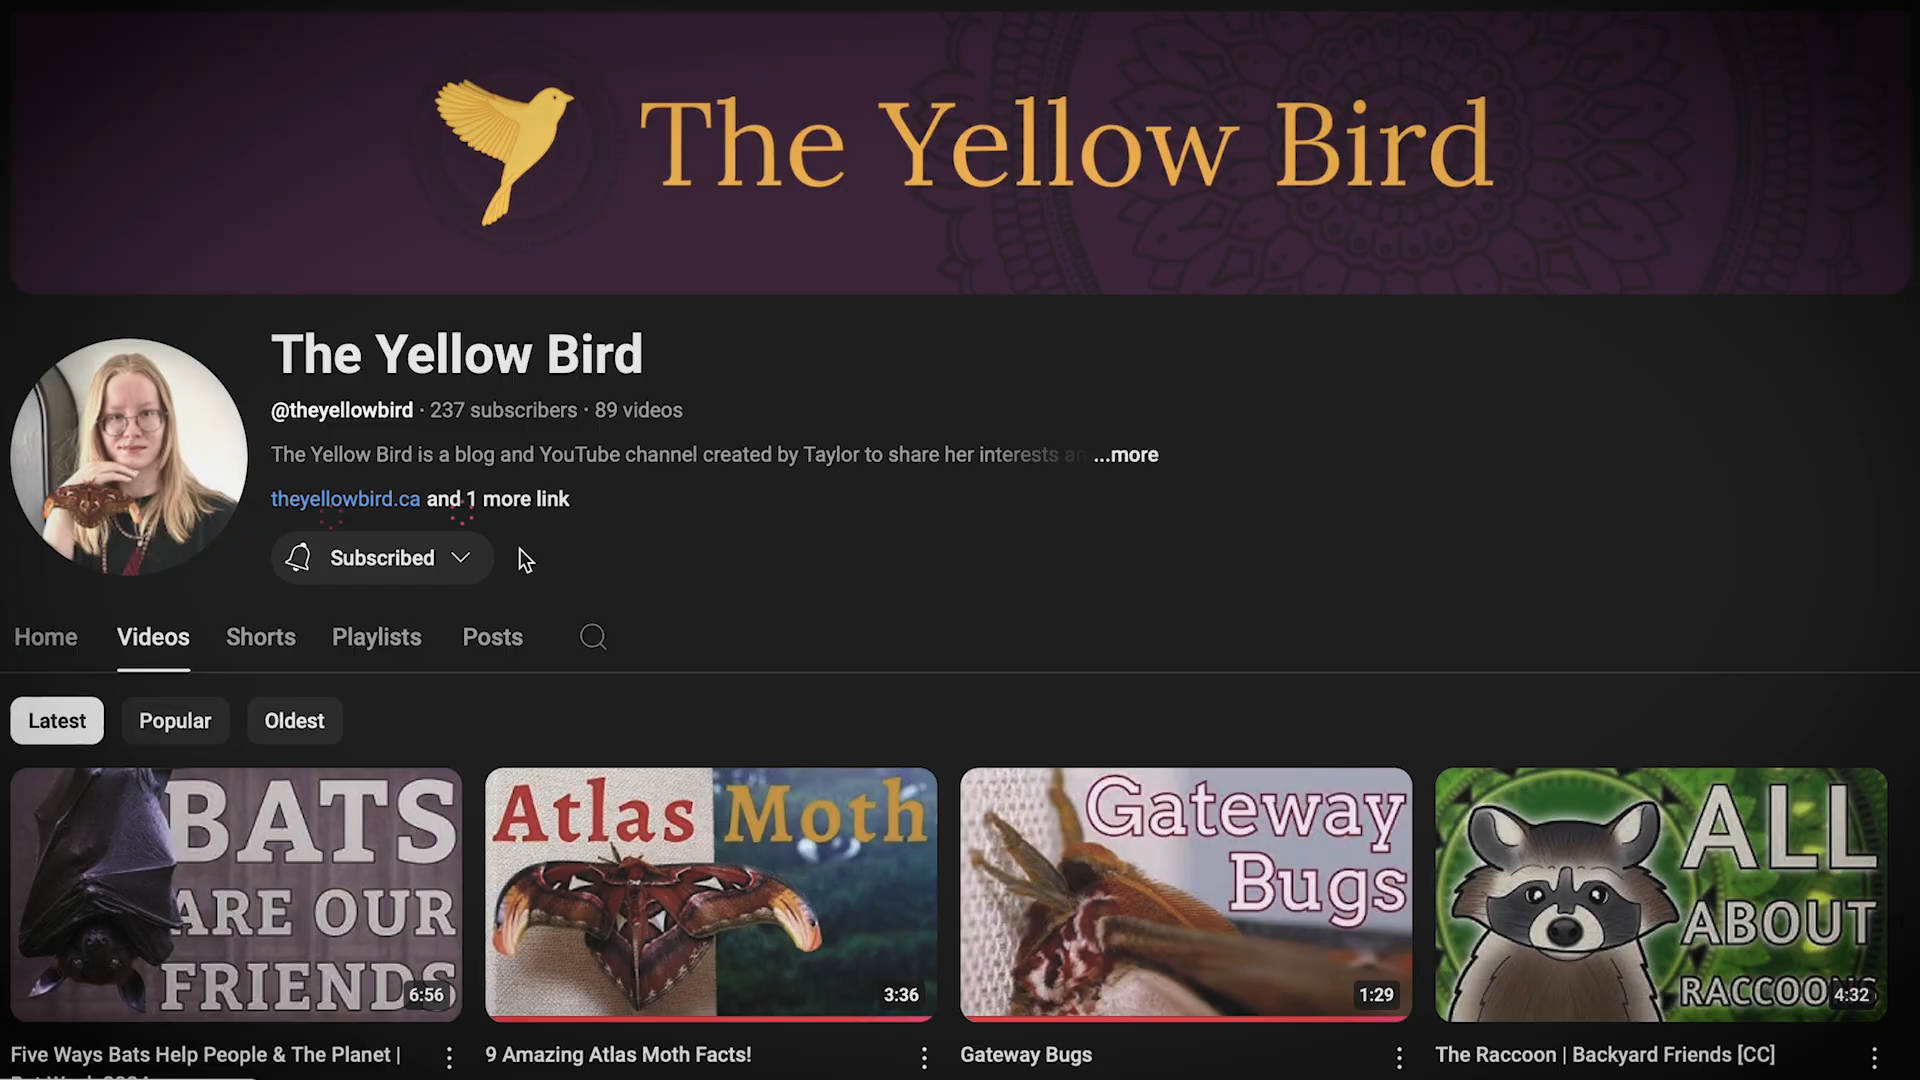 The Yellow Bird
The Yellow Bird
@theyellowbird · 237 subscribers · 89 videos
The Yellow Bird is a blog and YouTube channel created by Taylor to share her interests an ...more
theyellowbird.ca and 1 more link
Subscribed
Home Videos Shorts Playlists Posts
Latest Popular Oldest
BATS
ARE OUR
FRIENDS
6:56
Atlas Moth
3:36
Gateway
Bugs
1:29
ALL
ABOUT
RACCOONS
4:32
Five Ways Bats Help People & The Planet |
9 Amazing Atlas Moth Facts!
Gateway Bugs
The Raccoon | Backyard Friends [CC]